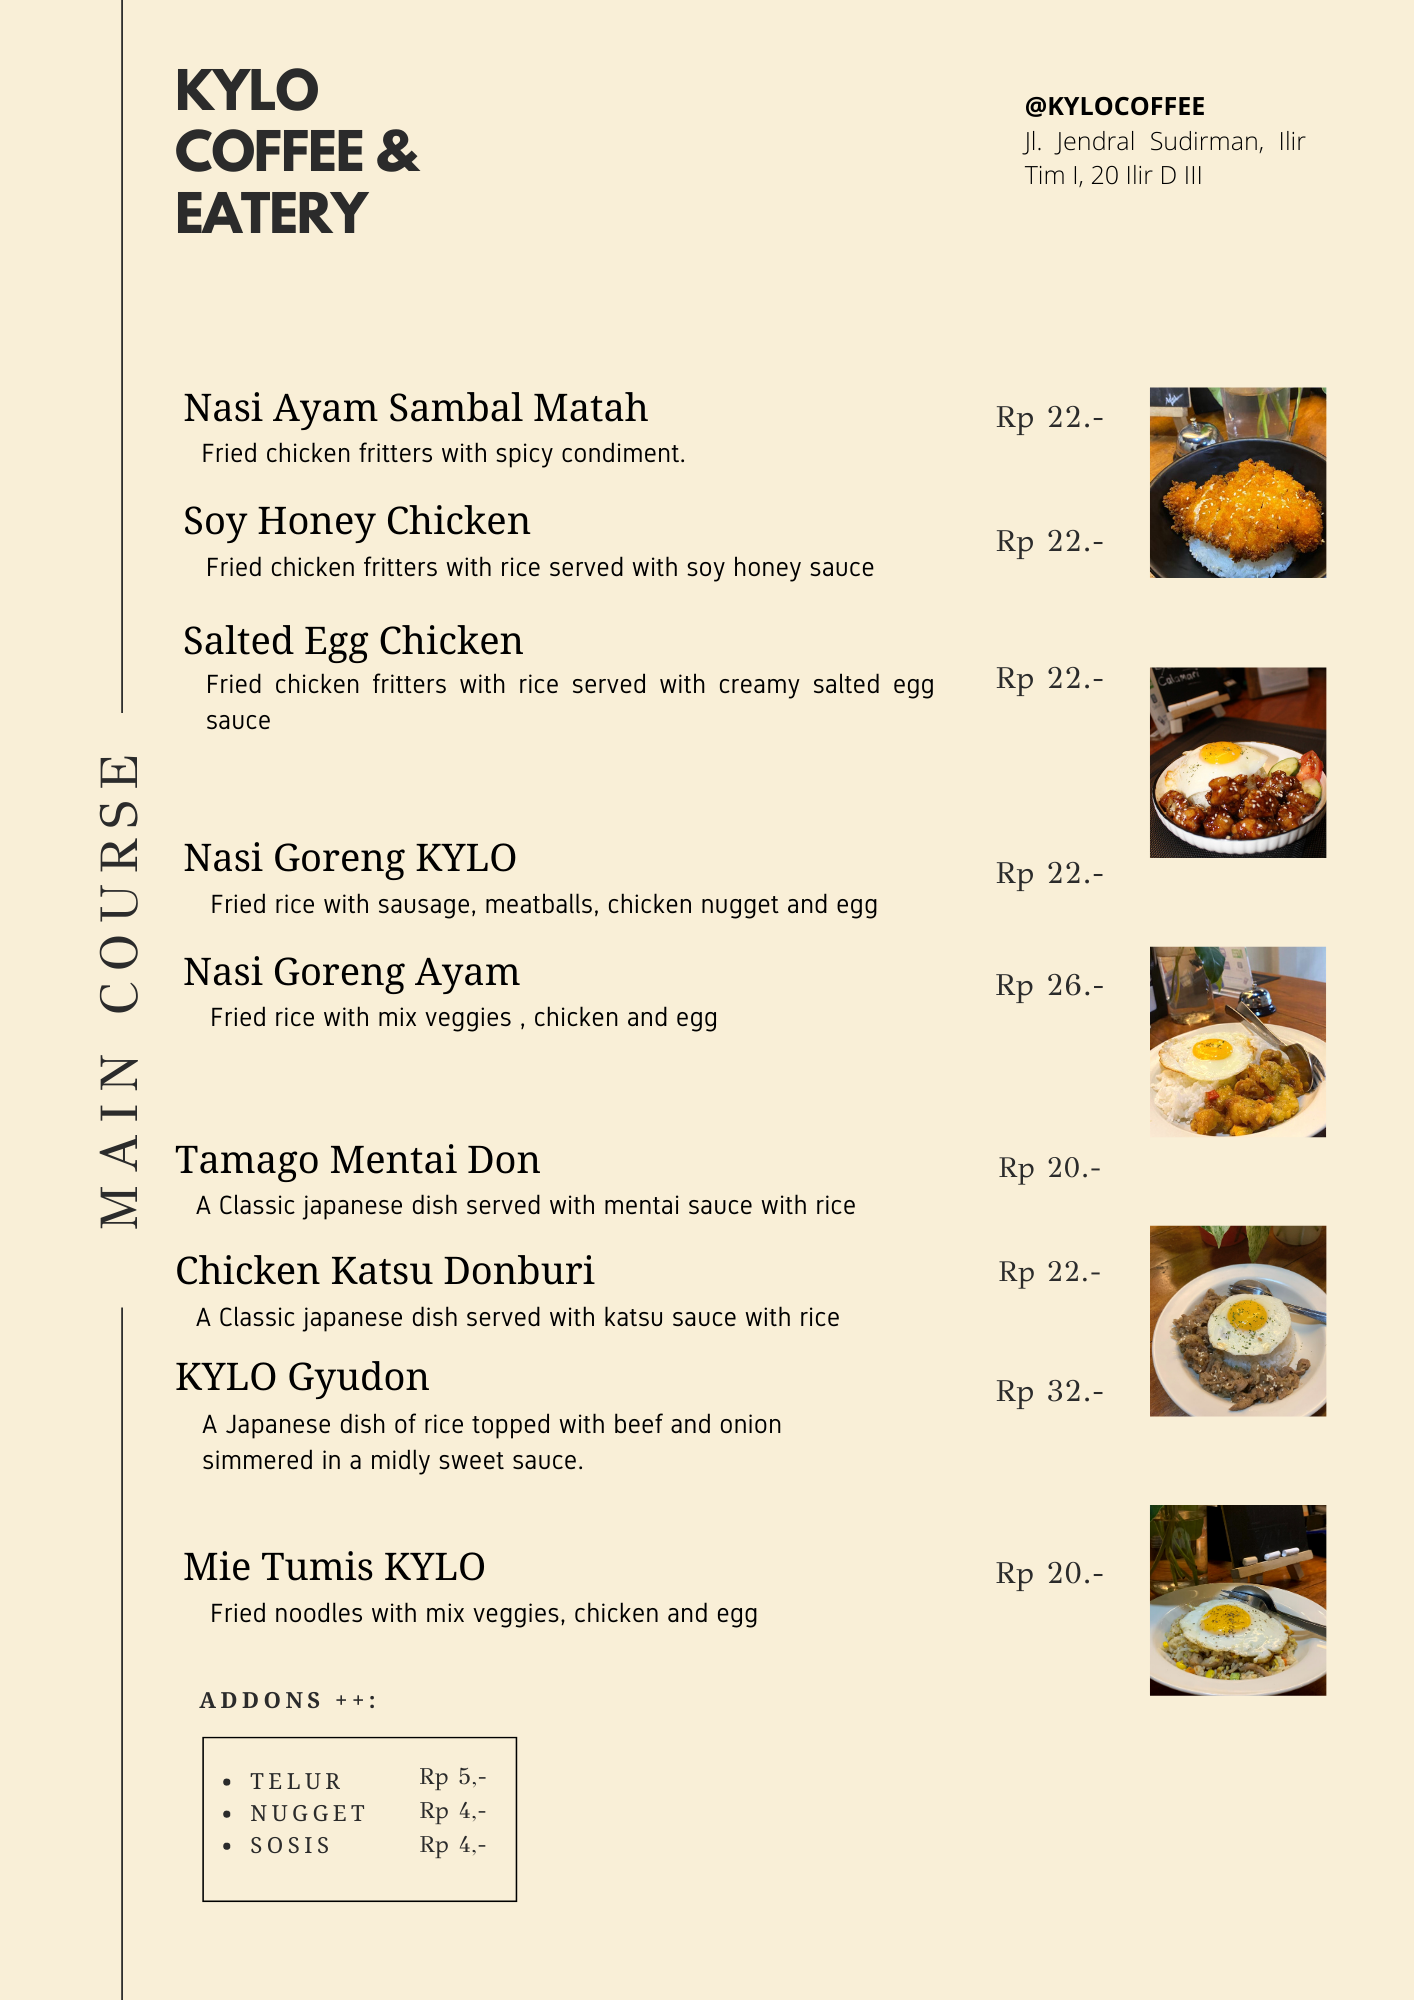 KYLO
COFFEE &
EATERY
@KYLOCOFFEE
Jl. Jendral Sudirman, Ilir
Tim I, 20 Ilir D III
MAIN COURSE
Nasi Ayam Sambal Matah
Rp 22.-
Fried chicken fritters with spicy condiment.
Soy Honey Chicken
Rp 22.-
Fried chicken fritters with rice served with soy honey sauce
Salted Egg Chicken
Rp 22.-
Fried chicken fritters with rice served with creamy salted egg
sauce
Calamari
Nasi Goreng KYLO
Rp 22.-
Fried rice with sausage, meatballs, chicken nugget and egg
Nasi Goreng Ayam
Rp 26.-
Fried rice with mix veggies , chicken and egg
Tamago Mentai Don
Rp 20.-
A Classic japanese dish served with mentai sauce with rice
Chicken Katsu Donburi
Rp 22.-
A Classic japanese dish served with katsu sauce with rice
KYLO Gyudon
Rp 32.-
A Japanese dish of rice topped with beef and onion
simmered in a midly sweet sauce.
Mie Tumis KYLO
Rp 20.-
Fried noodles with mix veggies, chicken and egg
ADDONS ++:
• TELUR Rp 5,-
• NUGGET Rp 4,-
• SOSIS Rp 4,-